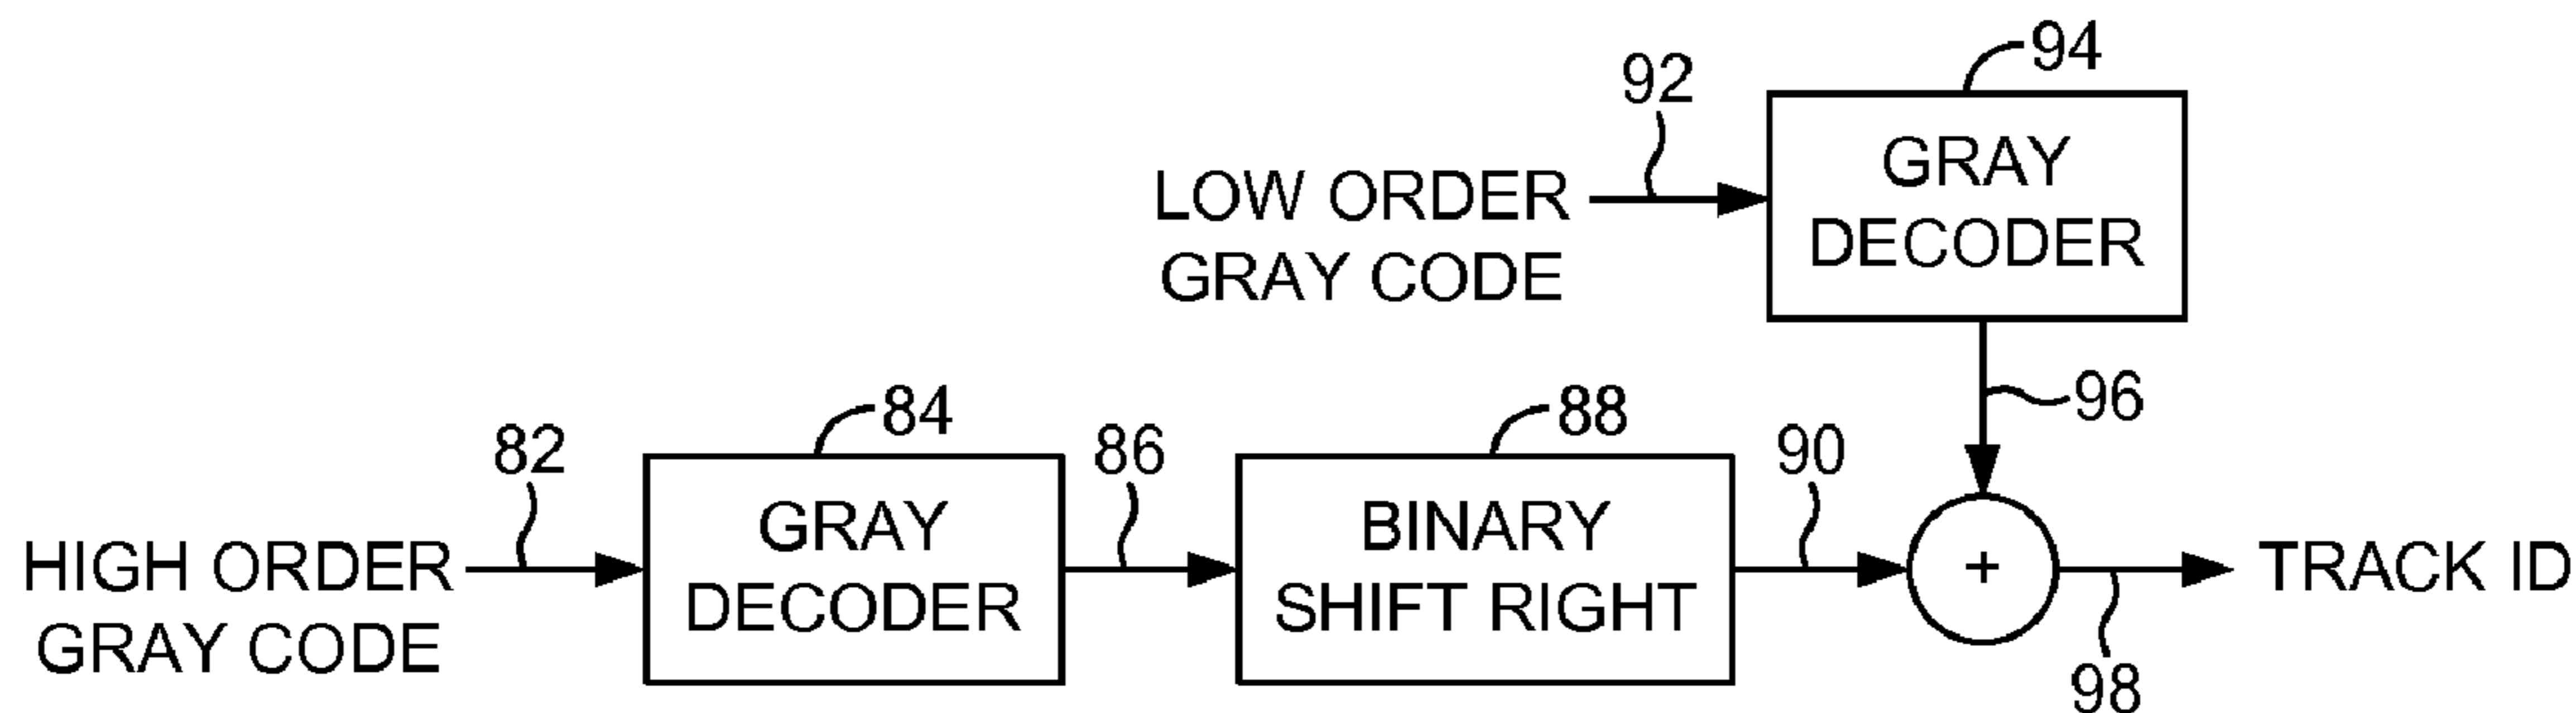 94
92
GRAY
DECODER
LOW ORDER
GRAY CODE
96
84
88
82
86
90
HIGH ORDER
GRAY CODE
GRAY
DECODER
BINARY
SHIFT RIGHT
+
TRACK ID
98